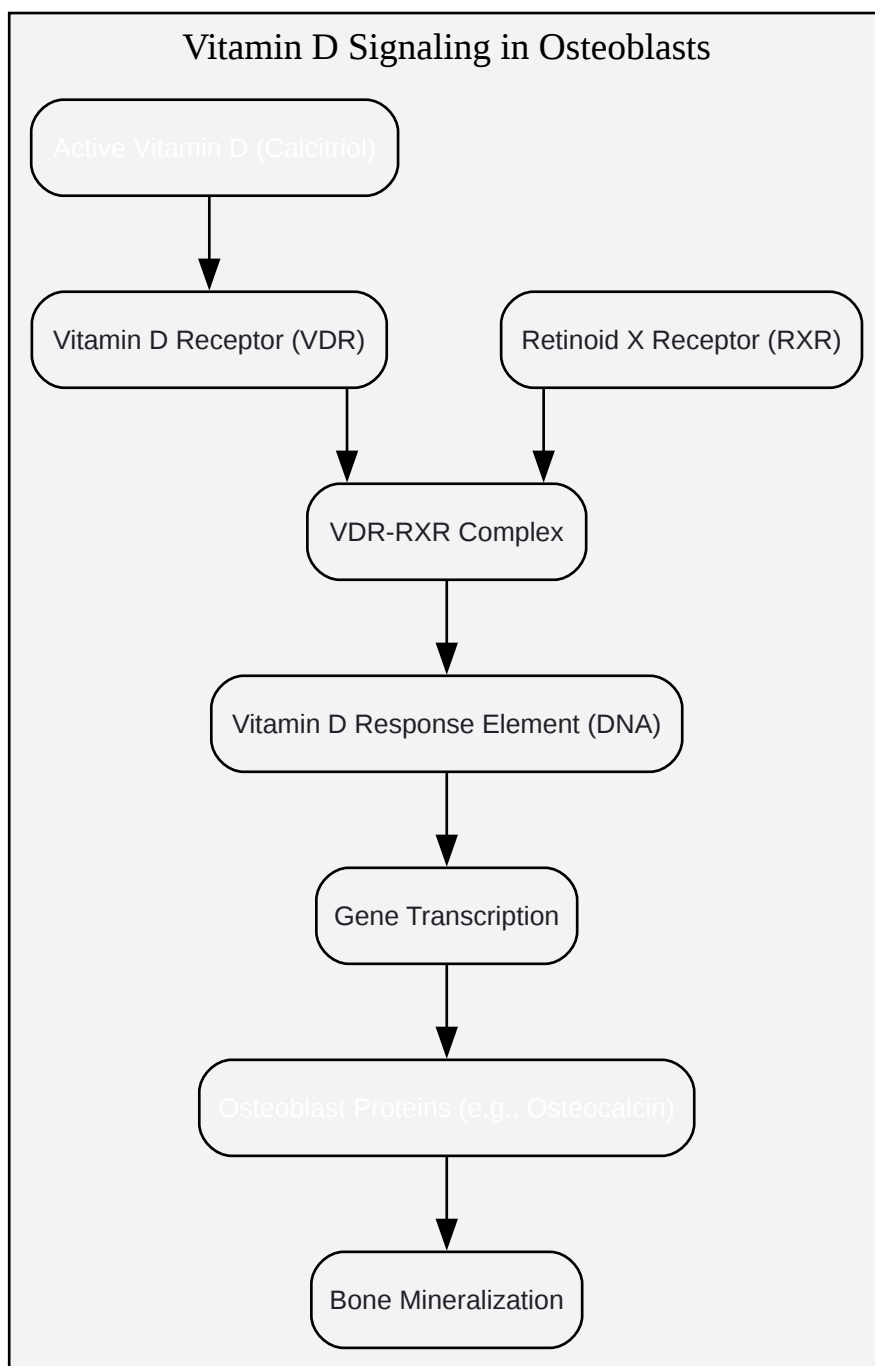 Vitamin D Signaling in Osteoblasts
Active Vitamin D (Calcitriol)
Vitamin D Receptor (VDR)
Retinoid X Receptor (RXR)
VDR-RXR Complex
Vitamin D Response Element (DNA)
Gene Transcription
Osteoblast Proteins (e.g., Osteocalcin)
Bone Mineralization